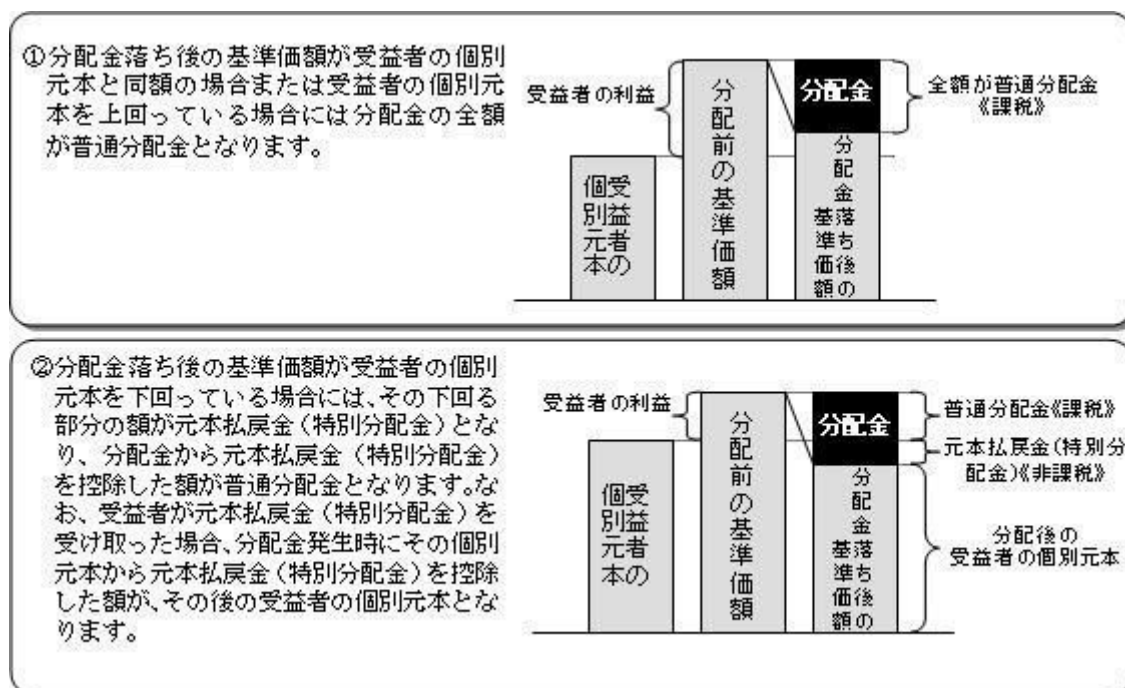 ①分配金落ち後の基準価額が受益者の個別
元本と同額の場合または受益者の個別元
本を上回っている場合には分配金の全額
が普通分配金となります。
受益者の利益
受益者の
個別元本
分配前の基準価額
分配金
分配金落ち後の
基準価額
全額が普通分配金
《課税》
②分配金落ち後の基準価額が受益者の個別
元本を下回っている場合には、その下回る
部分の額が元本払戻金(特別分配金)とな
り、分配金から元本払戻金(特別分配金)
を控除した額が普通分配金となります。な
お、受益者が元本払戻金(特別分配金)を
受け取った場合、分配金発生時にその個別
元本から元本払戻金(特別分配金)を控除
した額が、その後の受益者の個別元本とな
ります。
受益者の利益
受益者の
個別元本
分配前の基準価額
分配金
分配金落ち後の
基準価額
普通分配金《課税》
元本払戻金(特別分
配金)《非課税》
分配後の
受益者の個別元本